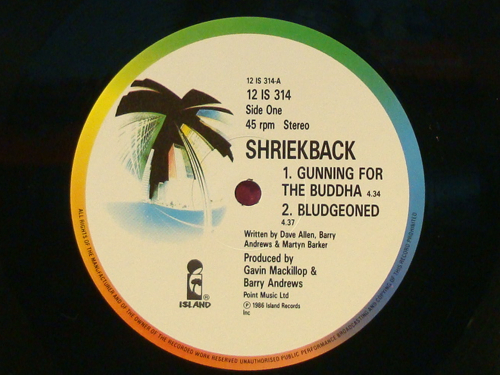 12 IS 314-A
12 IS 314
Side One
45 rpm Stereo
SHRIEKBACK
1. GUNNING FOR
THE BUDDHA 4.34
2. BLUDGEONED
4.37
Written by Dave Allen, Barry
Andrews & Martyn Barker
Produced by
Gavin Mackillop &
Barry Andrews
Point Music Ltd
℗ 1986 Island Records
Inc
ISLAND®
ALL RIGHTS OF THE MANUFACTURER AND OF THE OWNER OF THE RECORDED WORK RESERVED UNAUTHORISED PUBLIC PERFORMANCE BROADCASTING AND COPYING OF THIS RECORD PROHIBITED